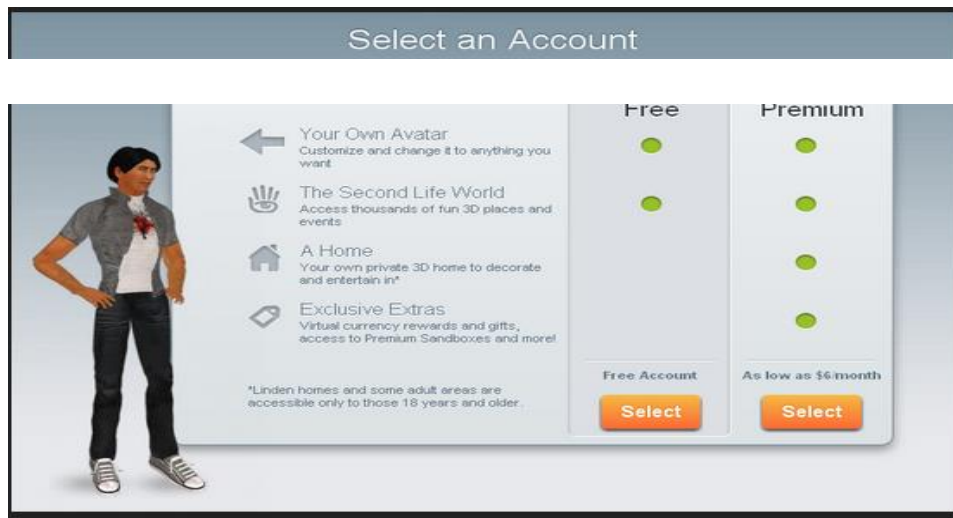 Select an Account
Free Premium
Your Own Avatar
Customize and change it to anything you
want
The Second Life World
Access thousands of fun 3D places and
events
A Home
Your own private 3D home to decorate
and entertain in*
Exclusive Extras
Virtual currency rewards and gifts,
access to Premium Sandboxes and more!
*Linden homes and some adult areas are
accessible only to those 18 years and older.
Free Account As low as $6/month
Select Select